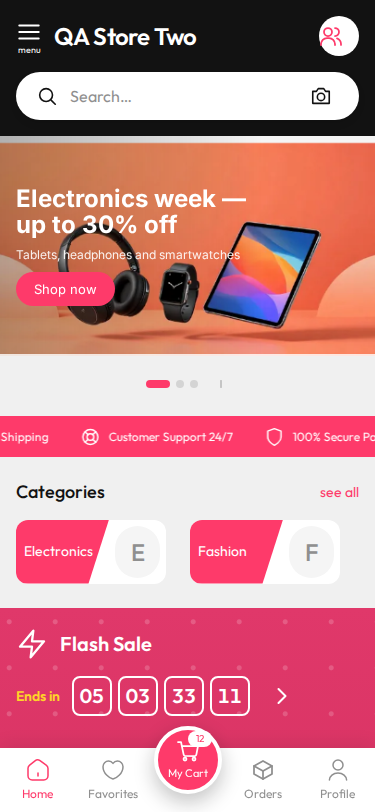 menu
QA Store Two
Search...
Electronics week —
up to 30% off
Tablets, headphones and smartwatches
Shop now
Shipping
Customer Support 24/7
100% Secure Pa
Categories
see all
Electronics
E
Fashion
F
Flash Sale
Ends in
05 03 33 11
12
My Cart
Home
Favorites
Orders
Profile